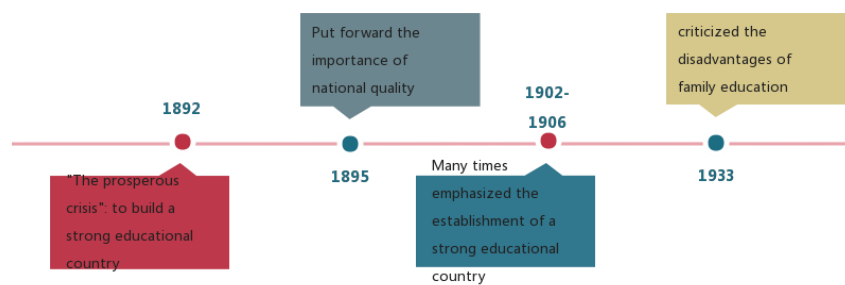 1892
"The prosperous
crisis": to build a
strong educational
country
Put forward the
importance of
national quality
1895
1902-
1906
Many times
emphasized the
establishment of a
strong educational
country
criticized the
disadvantages of
family education
1933